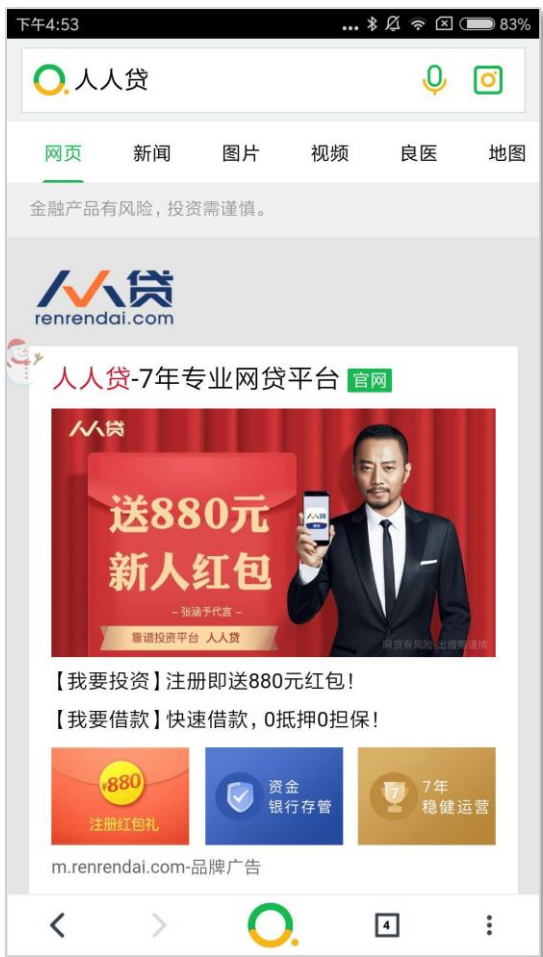 下午4:53
... 83%
人人贷
网页 新闻 图片 视频 良医 地图
金融产品有风险，投资需谨慎。
人人贷
renrendai.com
人人贷-7年专业网贷平台 官网
人人贷
送880元
新人红包
– 张涵予代言 –
靠谱投资平台 人人贷
人人贷
网贷有风险 出借需谨慎
【我要投资】注册即送880元红包！
【我要借款】快速借款，0抵押0担保！
¥880
注册红包礼
资金
银行存管
7
7年
稳健运营
m.renrendai.com-品牌广告
4